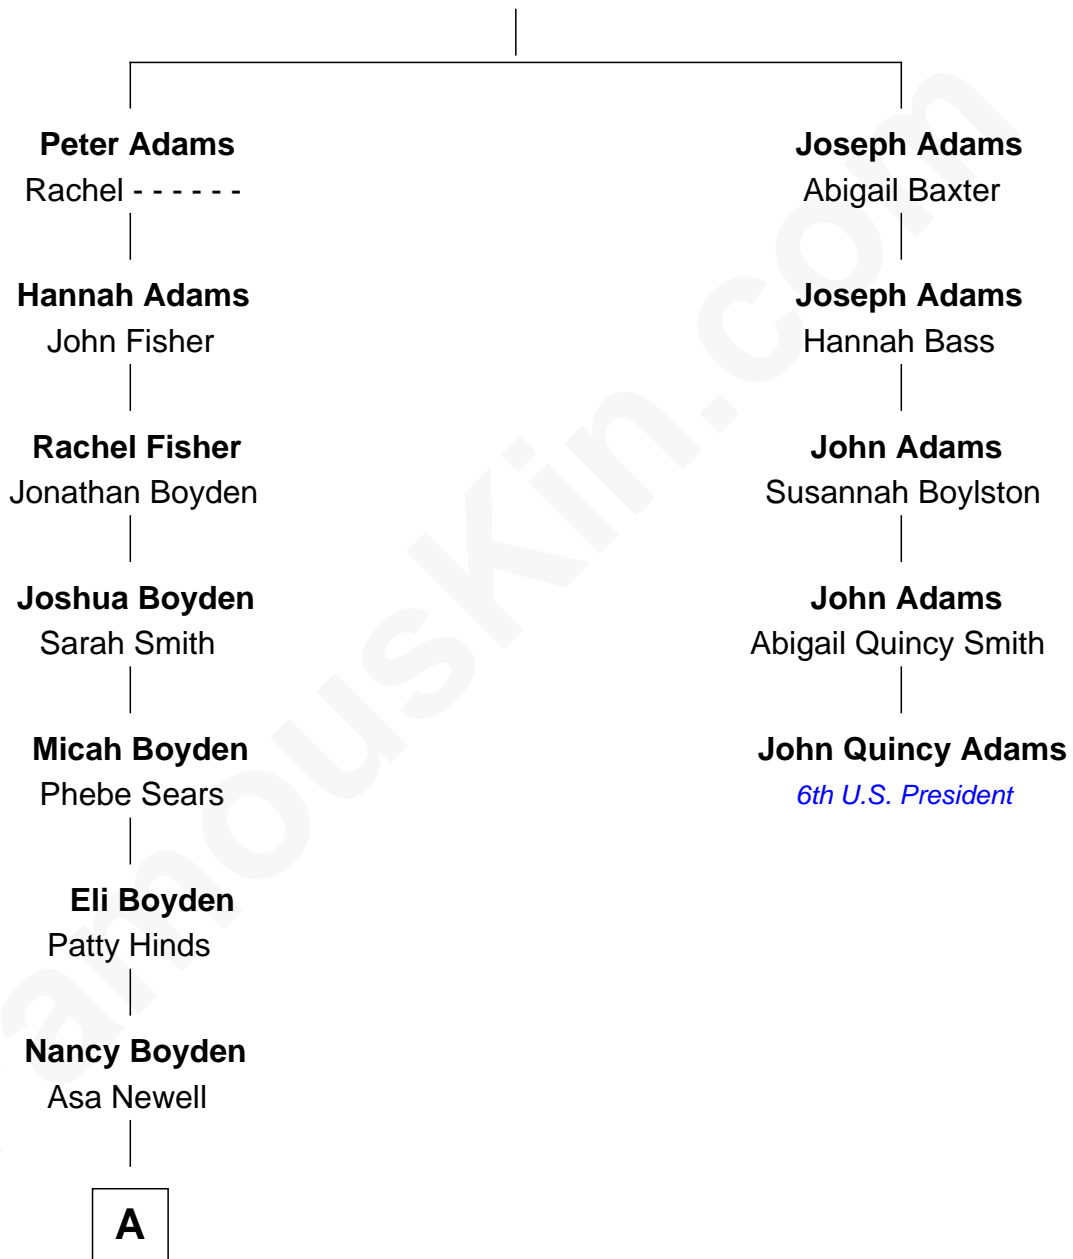 Peter Adams
Rachel - - - - - -
Hannah Adams
John Fisher
Rachel Fisher
Jonathan Boyden
Joshua Boyden
Sarah Smith
Micah Boyden
Phebe Sears
Eli Boyden
Patty Hinds
Nancy Boyden
Asa Newell
A
Joseph Adams
Abigail Baxter
Joseph Adams
Hannah Bass
John Adams
Susannah Boylston
John Adams
Abigail Quincy Smith
John Quincy Adams
6th U.S. President
amouskin.com